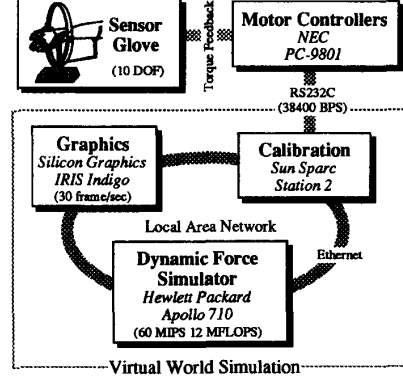 Sensor
Glove
(10 DOF)
Torque Feedback
Motor Controllers
NEC
PC-9801
RS232C
(38400 BPS)
Graphics
Silicon Graphics
IRIS Indigo
(30 frame/sec)
Calibration
Sun Sparc
Station 2
Local Area Network
Ethernet
Dynamic Force
Simulator
Hewlett Packard
Apollo 710
(60 MIPS 12 MFLOPS)
Virtual World Simulation